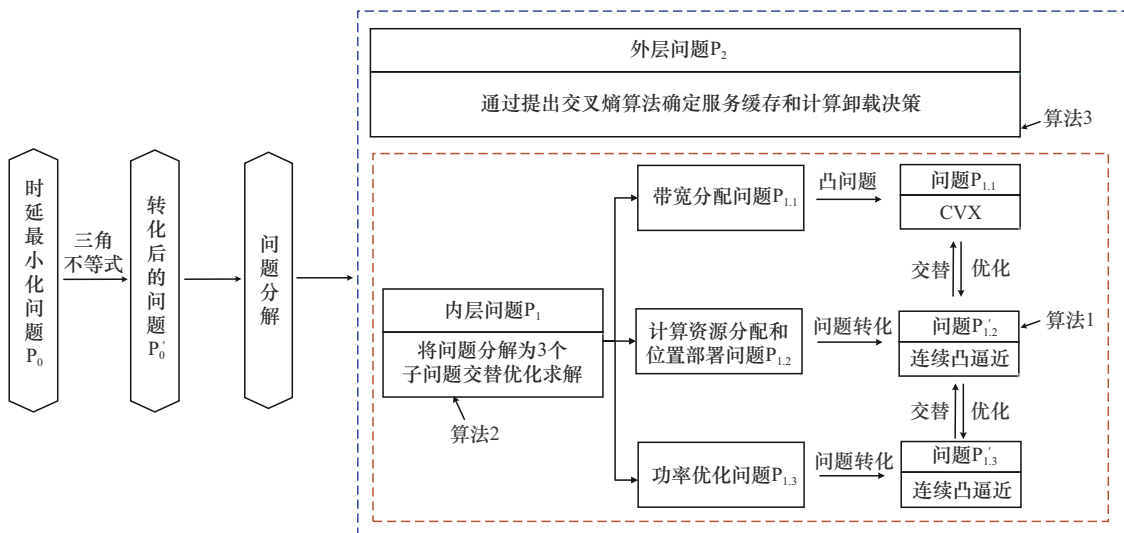 外层问题P₂
通过提出交叉熵算法确定服务缓存和计算卸载决策
算法3
时延最小化问题P₀
三角
不等式
转化后的问题P₀′
问题分解
内层问题P₁
将问题分解为3个
子问题交替优化求解
算法2
带宽分配问题P₁.₁
凸问题
问题P₁.₁
CVX
交替
优化
计算资源分配和
位置部署问题P₁.₂
问题转化
问题P₁.₂′
连续凸逼近
算法1
交替
优化
功率优化问题P₁.₃
问题转化
问题P₁.₃′
连续凸逼近